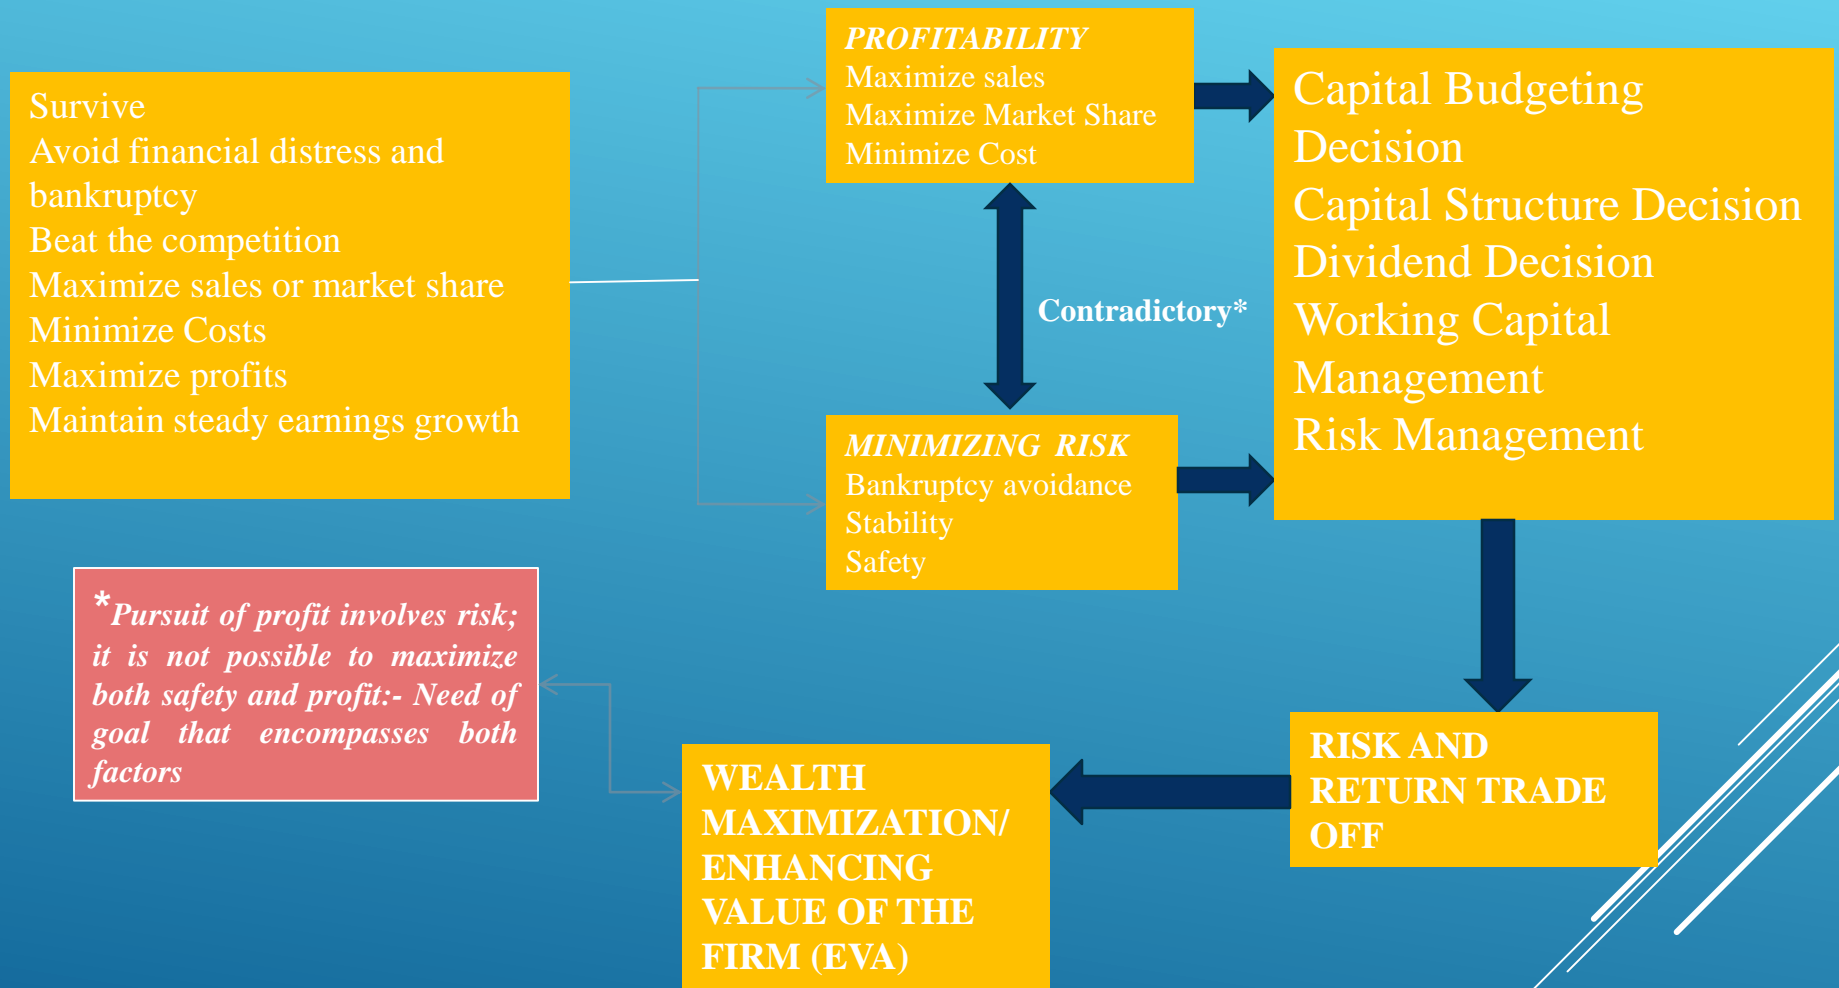 Survive
Avoid financial distress and
bankruptcy
Beat the competition
Maximize sales or market share
Minimize Costs
Maximize profits
Maintain steady earnings growth
PROFITABILITY
Maximize sales
Maximize Market Share
Minimize Cost
Contradictory*
MINIMIZING RISK
Bankruptcy avoidance
Stability
Safety
Capital Budgeting
Decision
Capital Structure Decision
Dividend Decision
Working Capital
Management
Risk Management
RISK AND
RETURN TRADE
OFF
WEALTH
MAXIMIZATION/
ENHANCING
VALUE OF THE
FIRM (EVA)
*Pursuit of profit involves risk;
it is not possible to maximize
both safety and profit:- Need of
goal that encompasses both
factors